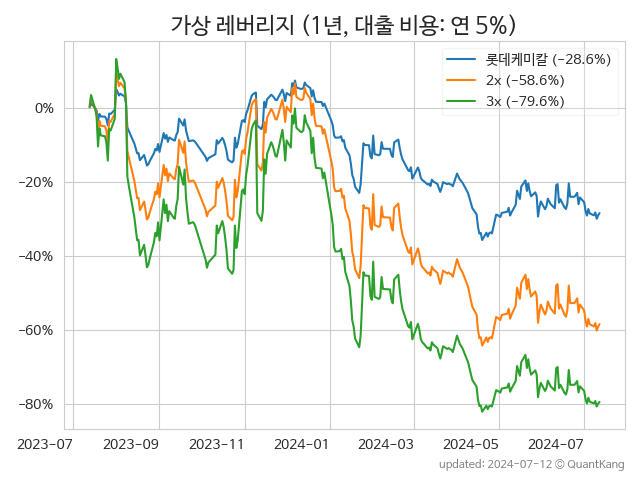 가상 레버리지 (1년, 대출 비용: 연 5%)
롯데케미칼 (−28.6%)
2x (−58.6%)
3x (−79.6%)
0%
−20%
−40%
−60%
−80%
2023-07 2023-09 2023-11 2024-01 2024-03 2024-05 2024-07
updated: 2024-07-12 © QuantKang